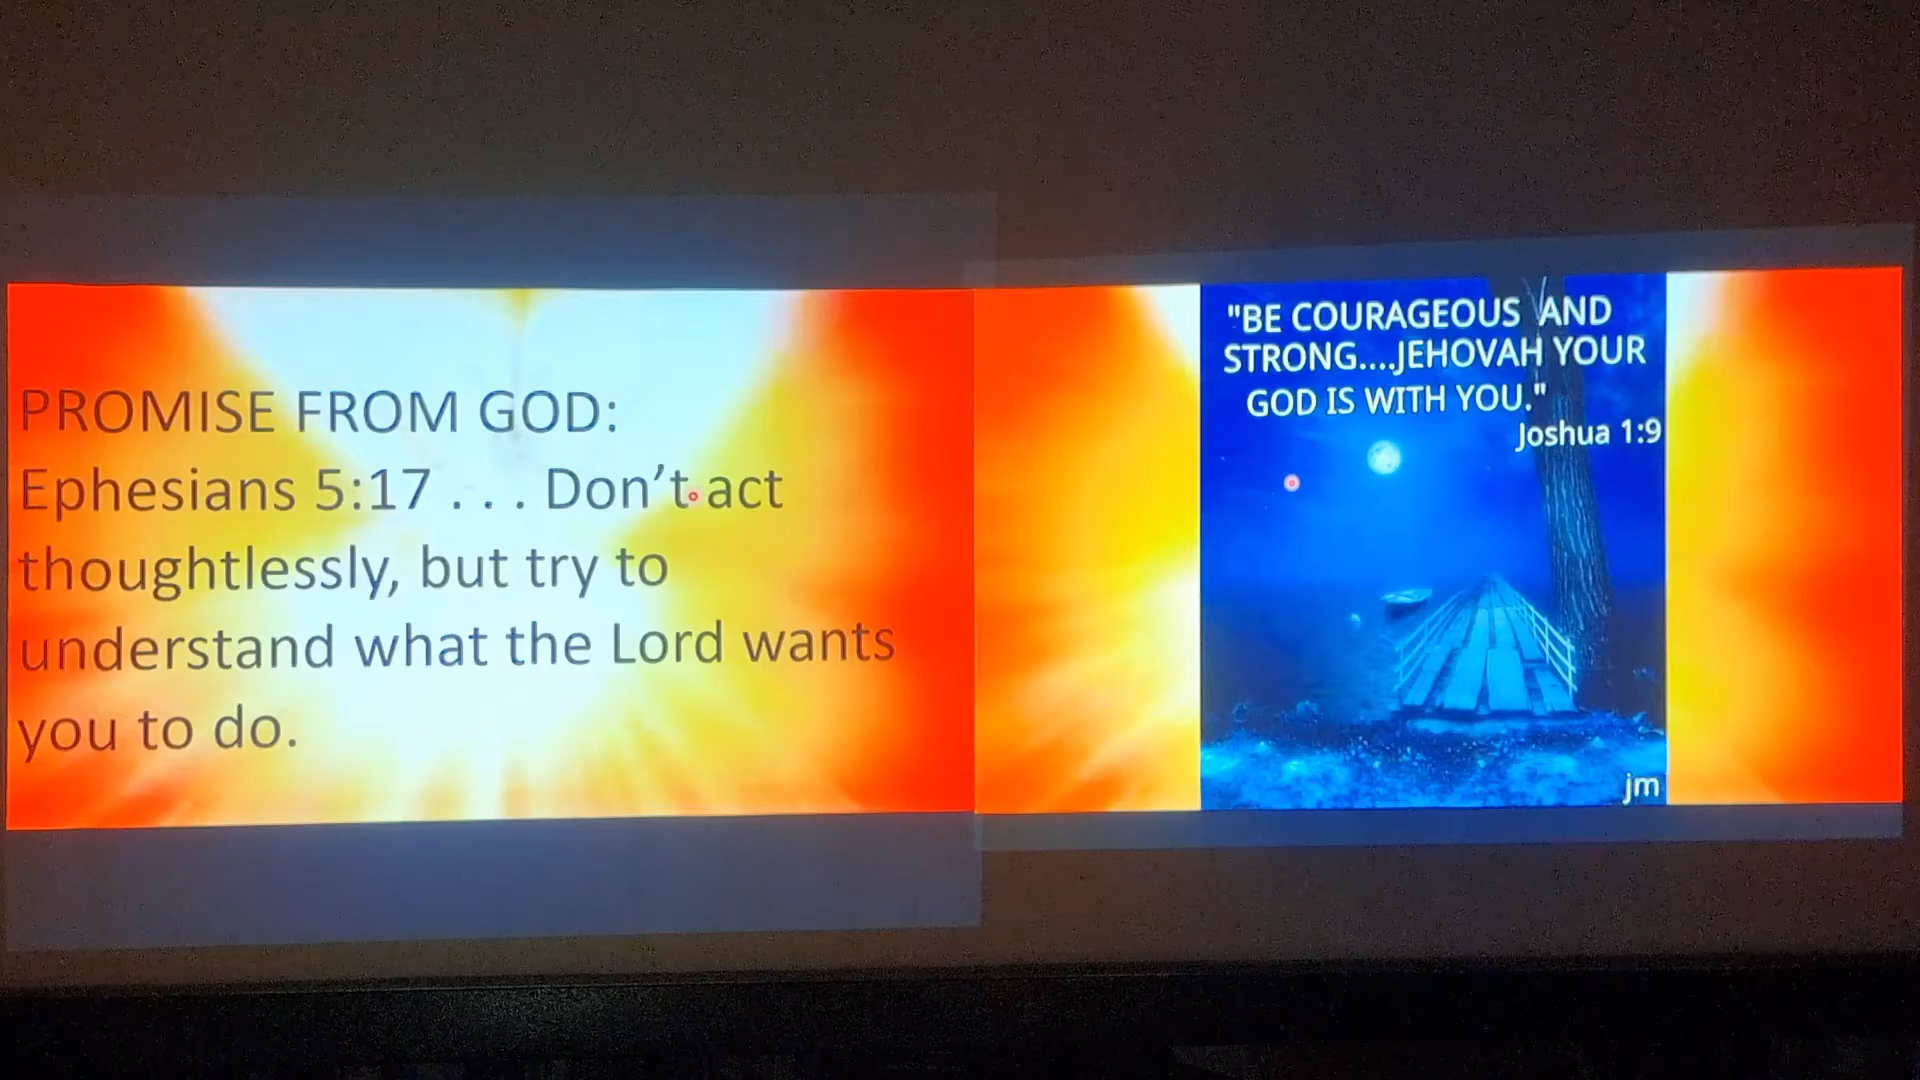 PROMISE FROM GOD:
Ephesians 5:17 . . . Don't act
thoughtlessly, but try to
understand what the Lord wants
you to do.
"BE COURAGEOUS AND
STRONG....JEHOVAH YOUR
GOD IS WITH YOU."
Joshua 1:9
jm